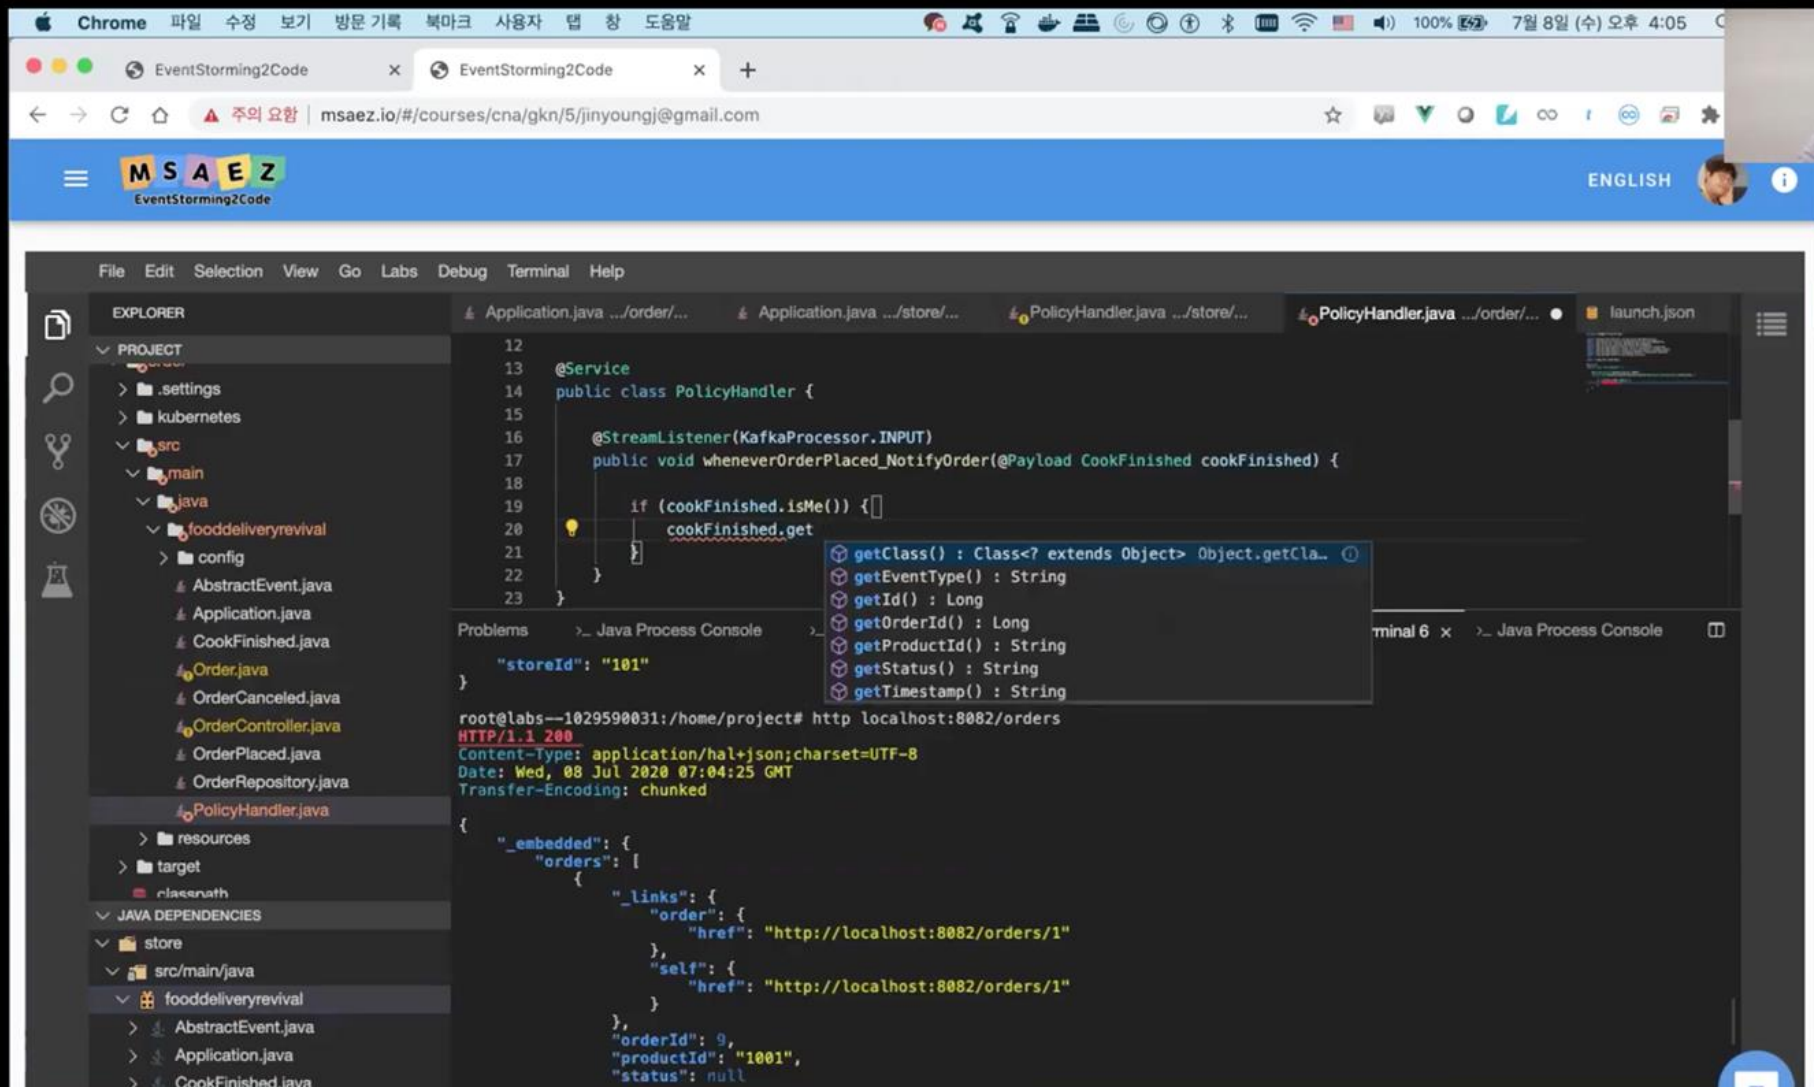 Chrome 파일 수정 보기 방문 기록 북마크 사용자 탭 창 도움말 100% 7월 8일 (수) 오후 4:05
EventStorming2Code EventStorming2Code
주의 요함 msaez.io/#/courses/cna/gkn/5/jinyoungj@gmail.com
MSAEZ
EventStorming2Code
ENGLISH
File Edit Selection View Go Labs Debug Terminal Help
EXPLORER
PROJECT
.settings
kubernetes
src
main
java
fooddeliveryrevival
config
AbstractEvent.java
Application.java
CookFinished.java
Order.java
OrderCanceled.java
OrderController.java
OrderPlaced.java
OrderRepository.java
PolicyHandler.java
resources
target
classpath
JAVA DEPENDENCIES
store
src/main/java
fooddeliveryrevival
AbstractEvent.java
Application.java
CookFinished.java
Application.java .../order/... Application.java .../store/... PolicyHandler.java .../store/... PolicyHandler.java .../order/... launch.json
12
13 @Service
14 public class PolicyHandler {
15
16 @StreamListener(KafkaProcessor.INPUT)
17 public void wheneverOrderPlaced_NotifyOrder(@Payload CookFinished cookFinished) {
18
19 if (cookFinished.isMe()) {
20 cookFinished.get
21 }
22 }
23 }
getClass() : Class<? extends Object> Object.getCla...
getEventType() : String
getId() : Long
getOrderId() : Long
getProductId() : String
getStatus() : String
getTimestamp() : String
Problems >_ Java Process Console >_ rminal 6 × >_ Java Process Console
"storeId": "101"
}
root@labs--1029590031:/home/project# http localhost:8082/orders
HTTP/1.1 200
Content-Type: application/hal+json;charset=UTF-8
Date: Wed, 08 Jul 2020 07:04:25 GMT
Transfer-Encoding: chunked
{
"_embedded": {
"orders": [
{
"_links": {
"order": {
"href": "http://localhost:8082/orders/1"
},
"self": {
"href": "http://localhost:8082/orders/1"
}
},
"orderId": 9,
"productId": "1001",
"status": null